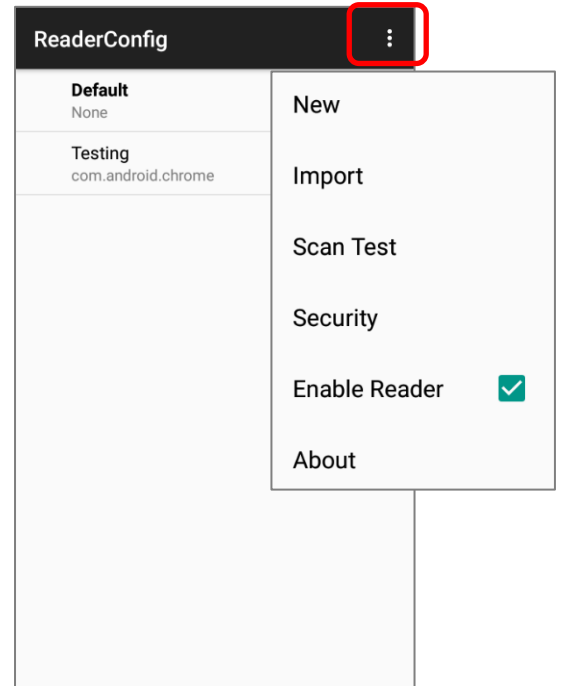 ReaderConfig
Default
None
Testing
com.android.chrome
New
Import
Scan Test
Security
Enable Reader
About